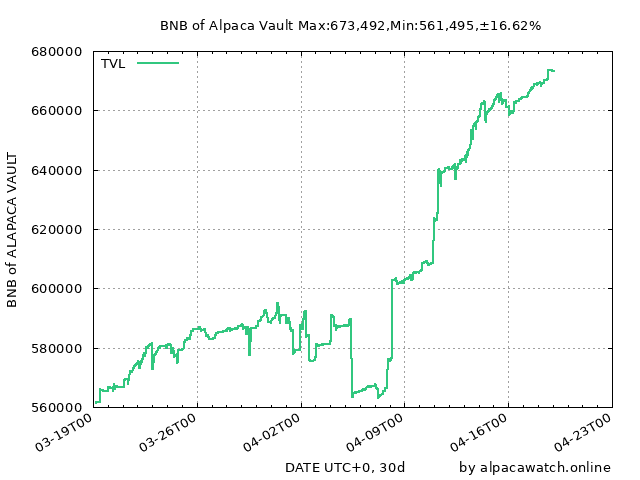 BNB of Alpaca Vault Max:673,492,Min:561,495,±16.62%
680000
TVL
660000
640000
620000
600000
580000
560000
BNB of ALAPACA VAULT
03-19T00
03-26T00
04-02T00
04-09T00
04-16T00
04-23T00
DATE UTC+0, 30d
by alpacawatch.online